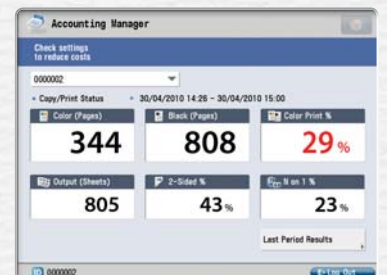 Accounting Manager
Check settings
to reduce costs
0000002
Copy/Print Status 30/04/2010 14:26 - 30/04/2010 15:00
Color (Pages) Black (Pages) Color Print %
344 808 29 %
Output (Sheets) 2-Sided % N on 1 %
805 43 % 23 %
Last Period Results
ID 0000002 Log Out